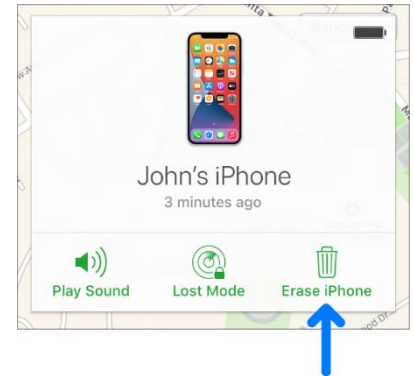 John's iPhone
3 minutes ago
Play Sound
Lost Mode
Erase iPhone